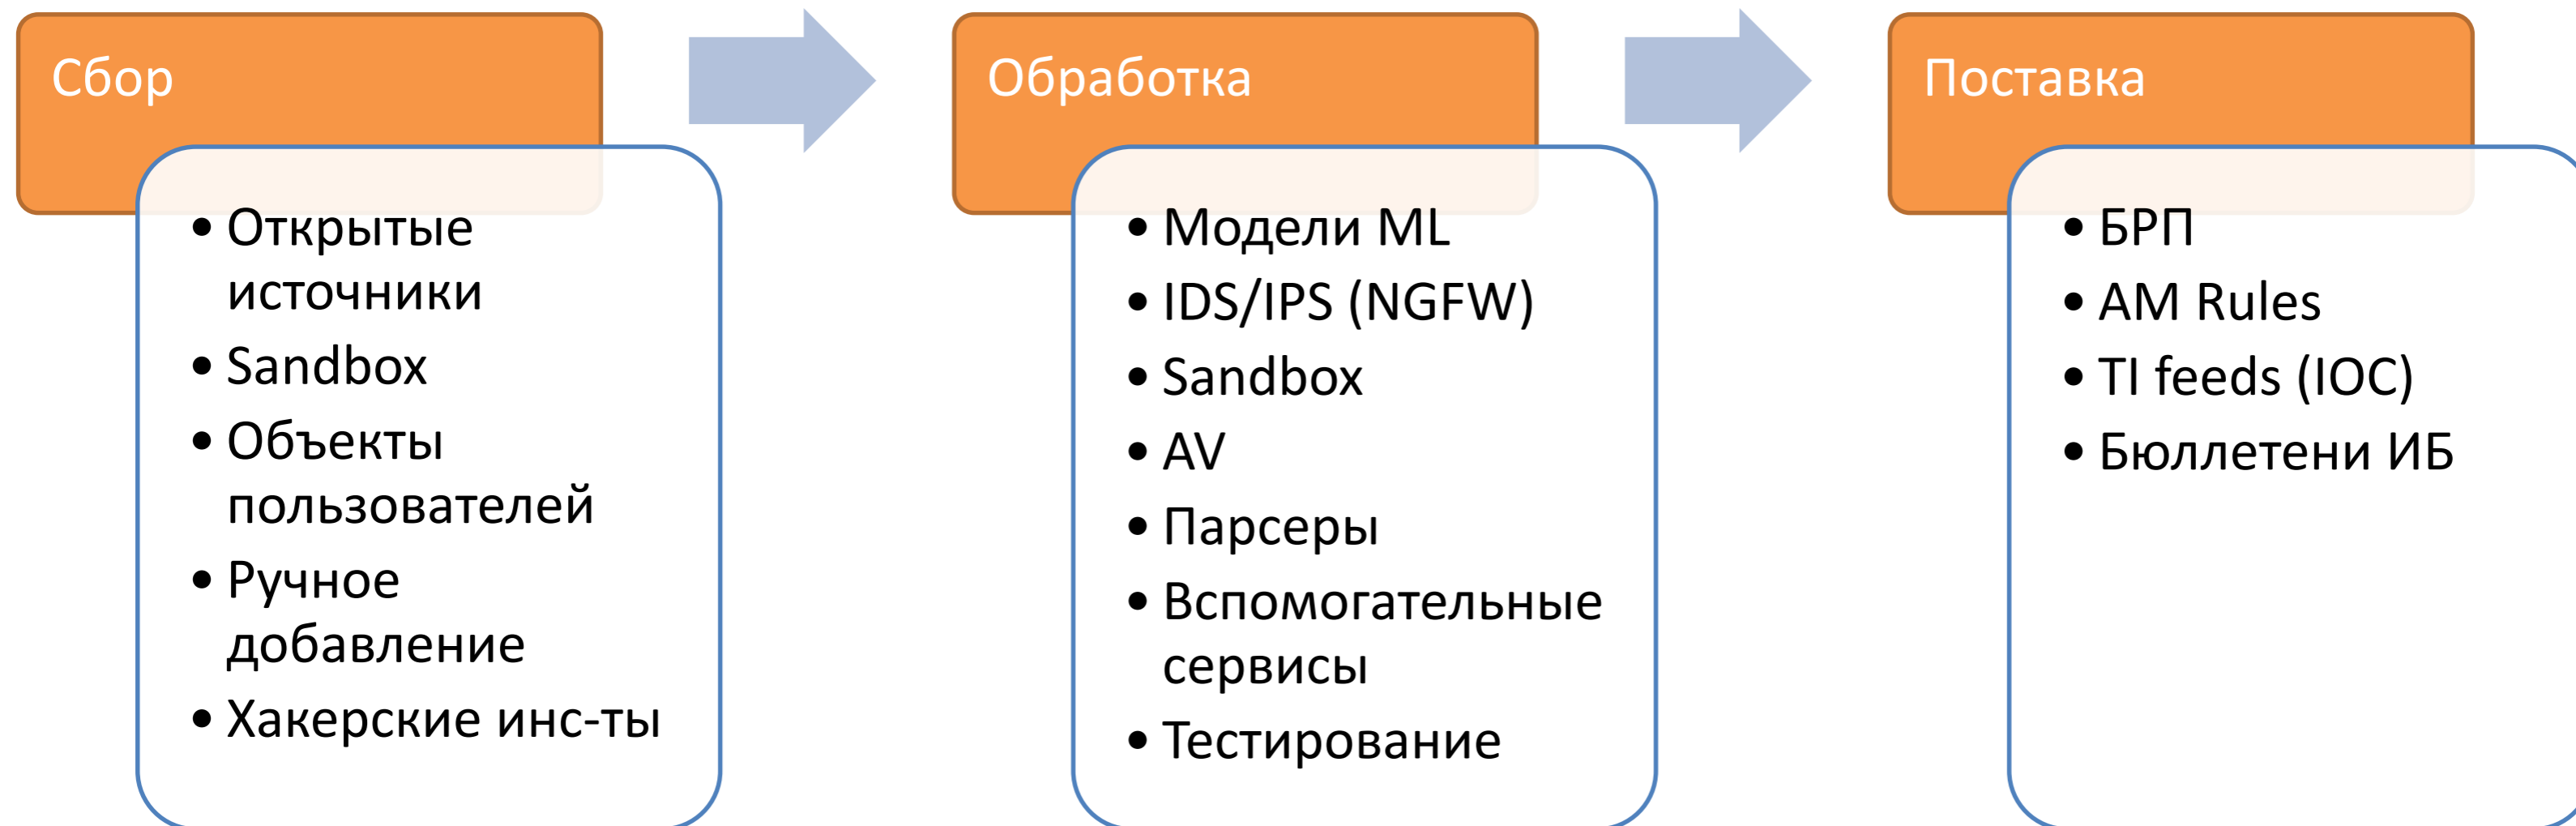 Сбор
• Открытые
источники
• Sandbox
• Объекты
пользователей
• Ручное
добавление
• Хакерские инс-ты
Обработка
• Модели ML
• IDS/IPS (NGFW)
• Sandbox
• AV
• Парсеры
• Вспомогательные
сервисы
• Тестирование
Поставка
• БРП
• AM Rules
• TI feeds (IOC)
• Бюллетени ИБ